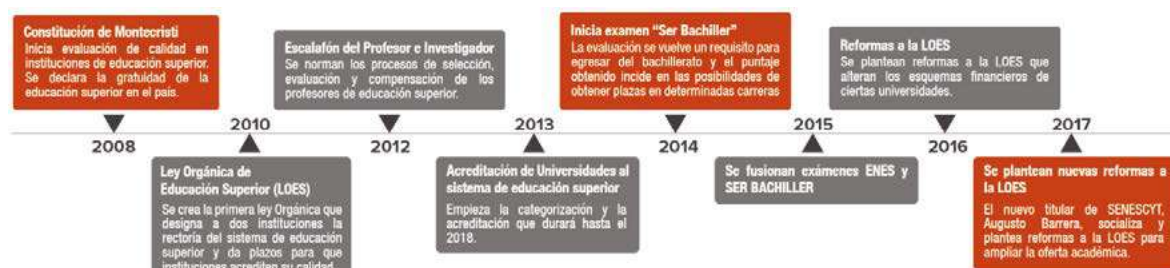 Constitución de Montecristi
Inicia evaluación de calidad en
instituciones de educación superior.
Se declara la gratuidad de la
educación superior en el país.
2008
2010
Ley Orgánica de
Educación Superior (LOES)
Se crea la primera ley Orgánica que
designa a dos instituciones la
rectoría del sistema de educación
superior y da plazos para que
instituciones acrediten su calidad
Escalafón del Profesor e Investigador
Se norman los procesos de selección,
evaluación y compensación de los
profesores de educación superior.
2012
2013
Acreditación de Universidades al
sistema de educación superior
Empieza la categorización y la
acreditación que durará hasta el
2018.
Inicia examen “Ser Bachiller”
La evaluación se vuelve un requisito para
egresar del bachillerato y el puntaje
obtenido incide en las posibilidades de
obtener plazas en determinadas carreras
2014
2015
Se fusionan exámenes ENES y
SER BACHILLER
Reformas a la LOES
Se plantean reformas a la LOES que
alteran los esquemas financieros de
ciertas universidades.
2016
2017
Se plantean nuevas reformas a
la LOES
El nuevo titular de SENESCYT,
Augusto Barrera, socializa y
plantea reformas a la LOES para
ampliar la oferta académica.